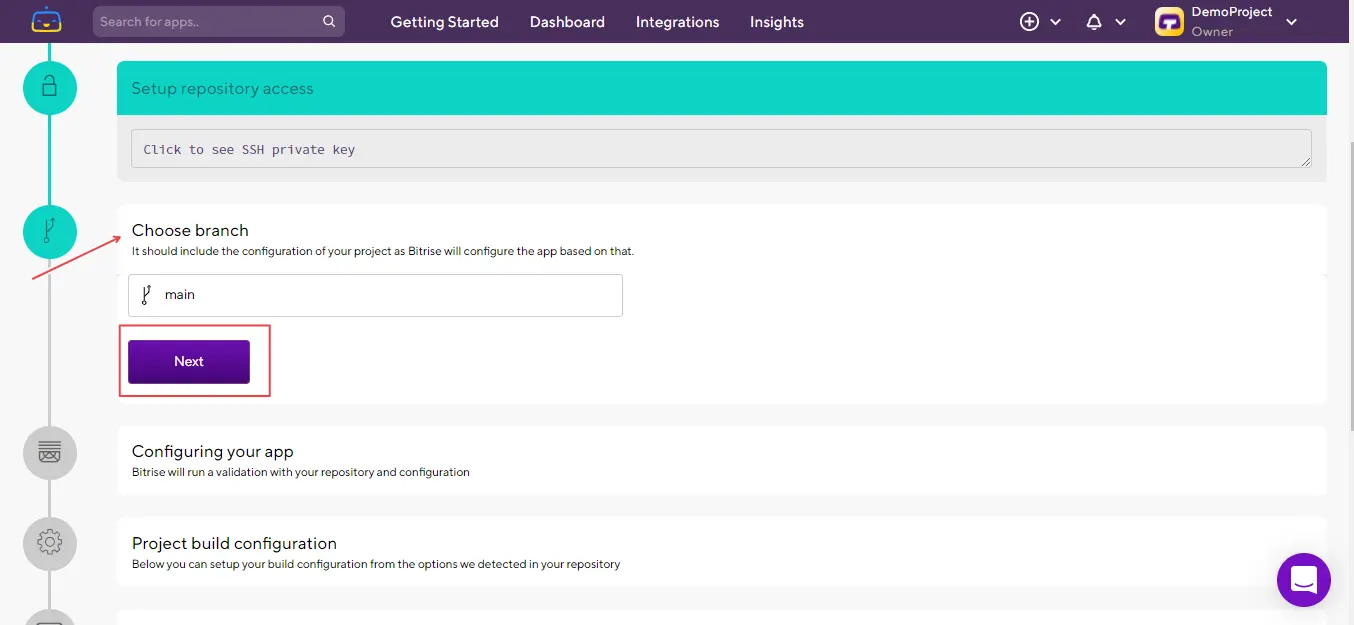 Search for apps..
Getting Started
Dashboard
Integrations
Insights
DemoProject
Owner
Setup repository access
Click to see SSH private key
Choose branch
It should include the configuration of your project as Bitrise will configure the app based on that.
main
Next
Configuring your app
Bitrise will run a validation with your repository and configuration
Project build configuration
Below you can setup your build configuration from the options we detected in your repository